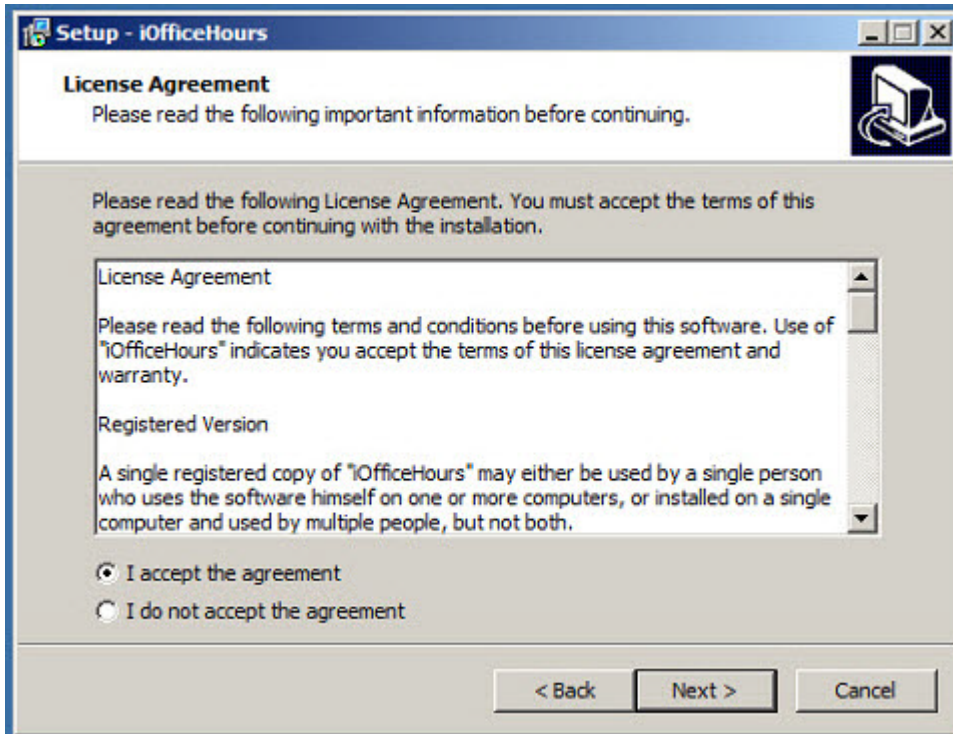 Setup - iOfficeHours
License Agreement
Please read the following important information before continuing.
Please read the following License Agreement. You must accept the terms of this
agreement before continuing with the installation.
License Agreement
Please read the following terms and conditions before using this software. Use of
"iOfficeHours" indicates you accept the terms of this license agreement and
warranty.
Registered Version
A single registered copy of "iOfficeHours" may either be used by a single person
who uses the software himself on one or more computers, or installed on a single
computer and used by multiple people, but not both.
I accept the agreement
I do not accept the agreement
< Back Next > Cancel